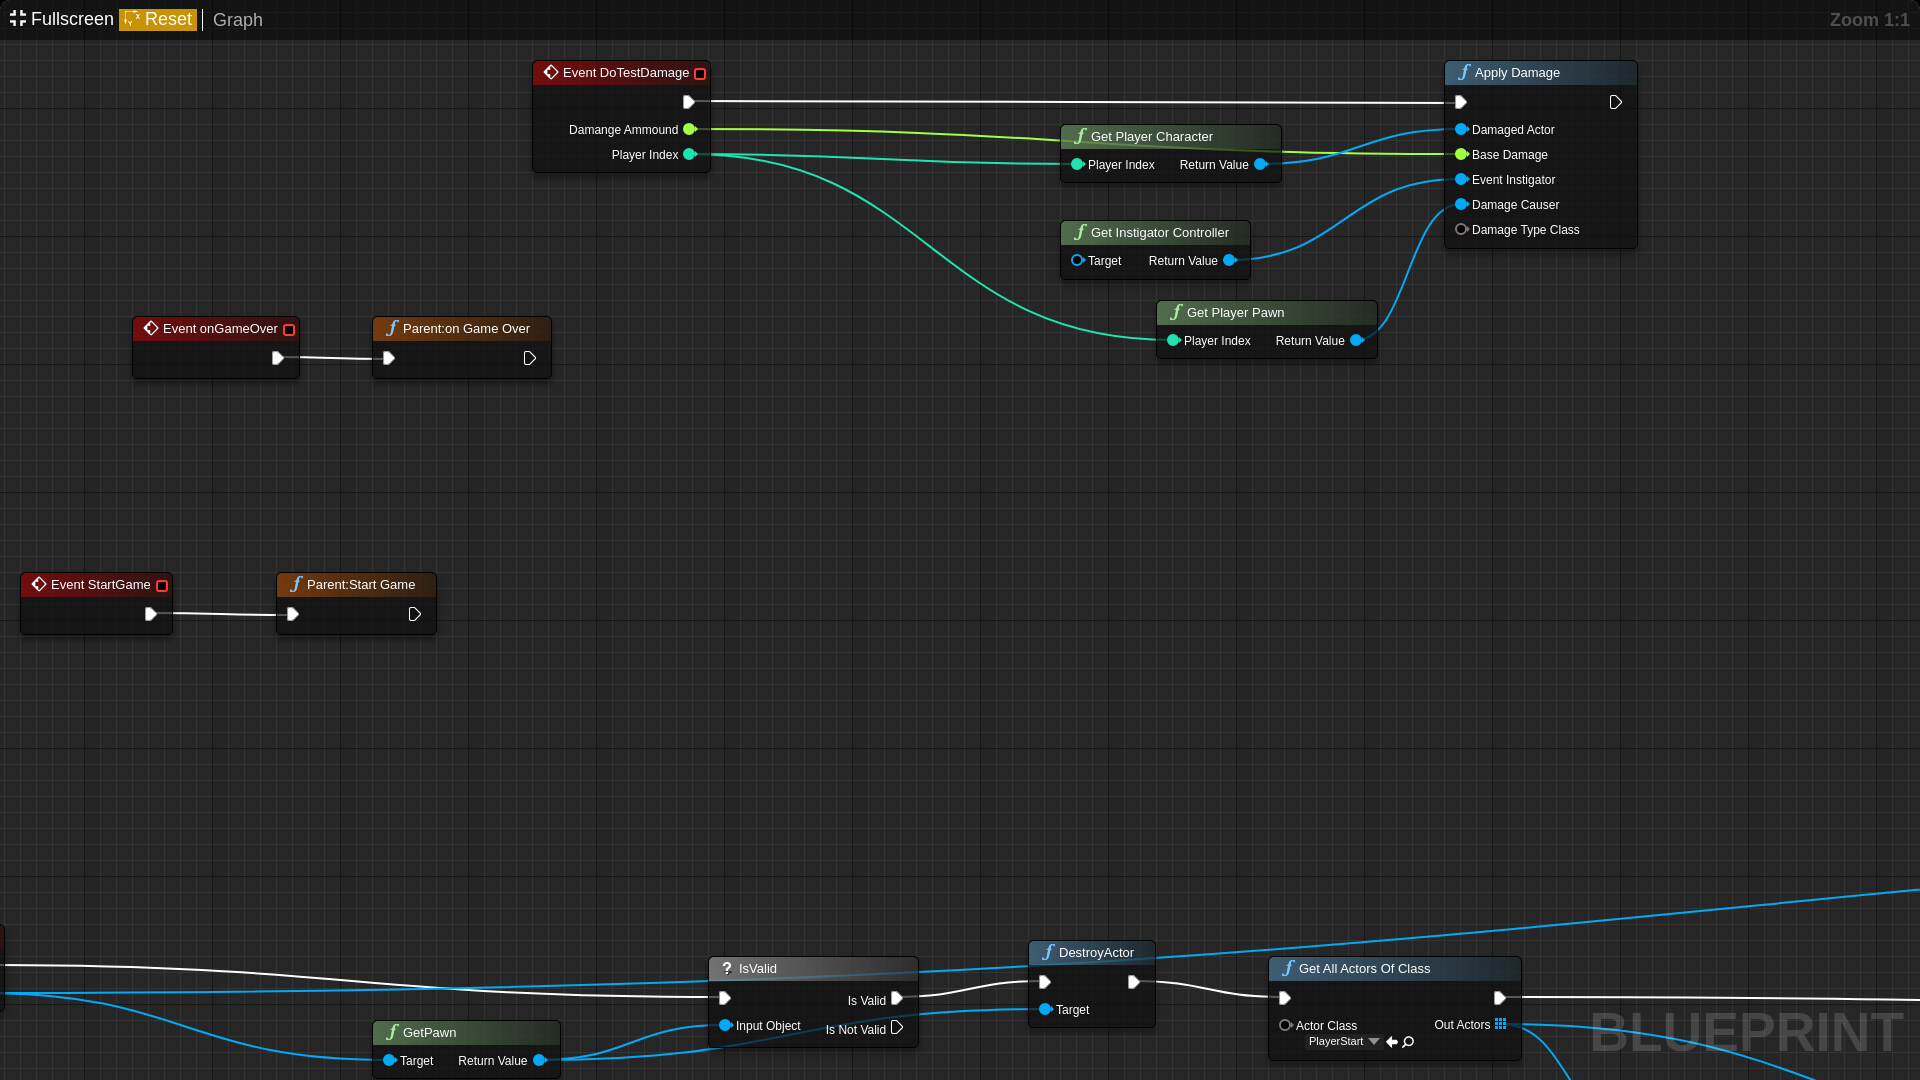 Fullscreen Reset Graph Zoom 1:1
Event DoTestDamage
Damange Ammound
Player Index
Get Player Character
Player Index Return Value
Get Instigator Controller
Target Return Value
Get Player Pawn
Player Index Return Value
Apply Damage
Damaged Actor
Base Damage
Event Instigator
Damage Causer
Damage Type Class
Event onGameOver
Parent:on Game Over
Event StartGame
Parent:Start Game
GetPawn
Target Return Value
? IsValid
Is Valid
Input Object
Is Not Valid
DestroyActor
Target
Get All Actors Of Class
Actor Class Out Actors
PlayerStart
BLUEPRINT